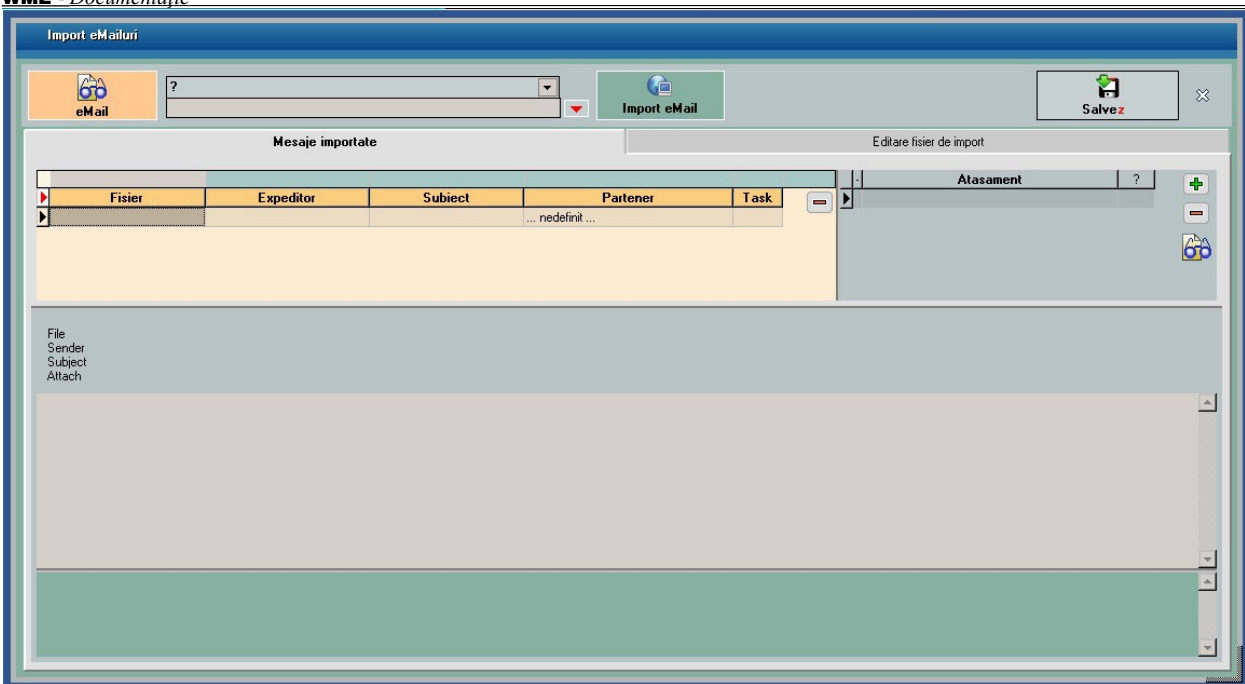 WME - Documentație
Import eMailuri
?
eMail
Import eMail
Salvez
Mesaje importate
Editare fisier de import
Fisier Expeditor Subiect Partener Task
- Atasament ?
... nedefinit ...
File
Sender
Subject
Attach